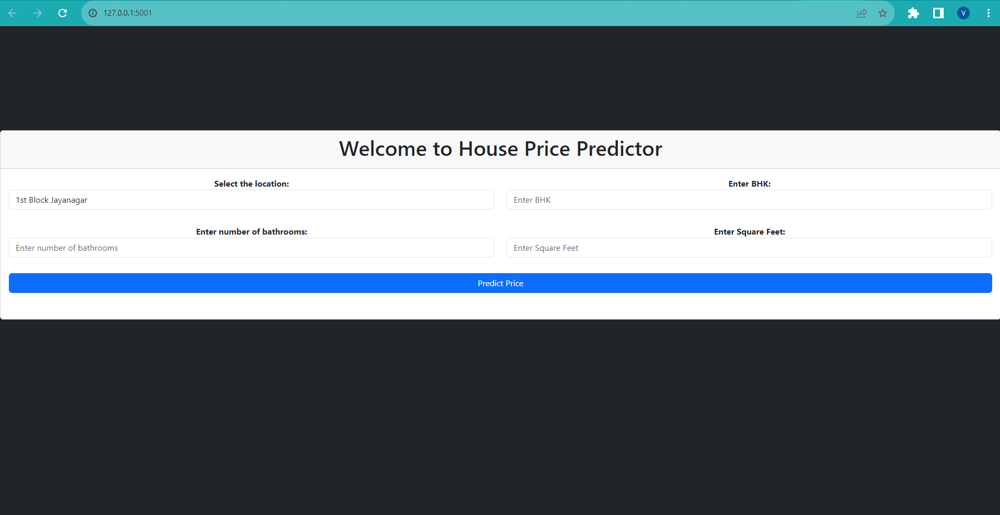 127.0.0.1:5001
V
Welcome to House Price Predictor
Select the location:
Enter BHK:
1st Block Jayanagar
Enter BHK
Enter number of bathrooms:
Enter Square Feet:
Enter number of bathrooms
Enter Square Feet
Predict Price